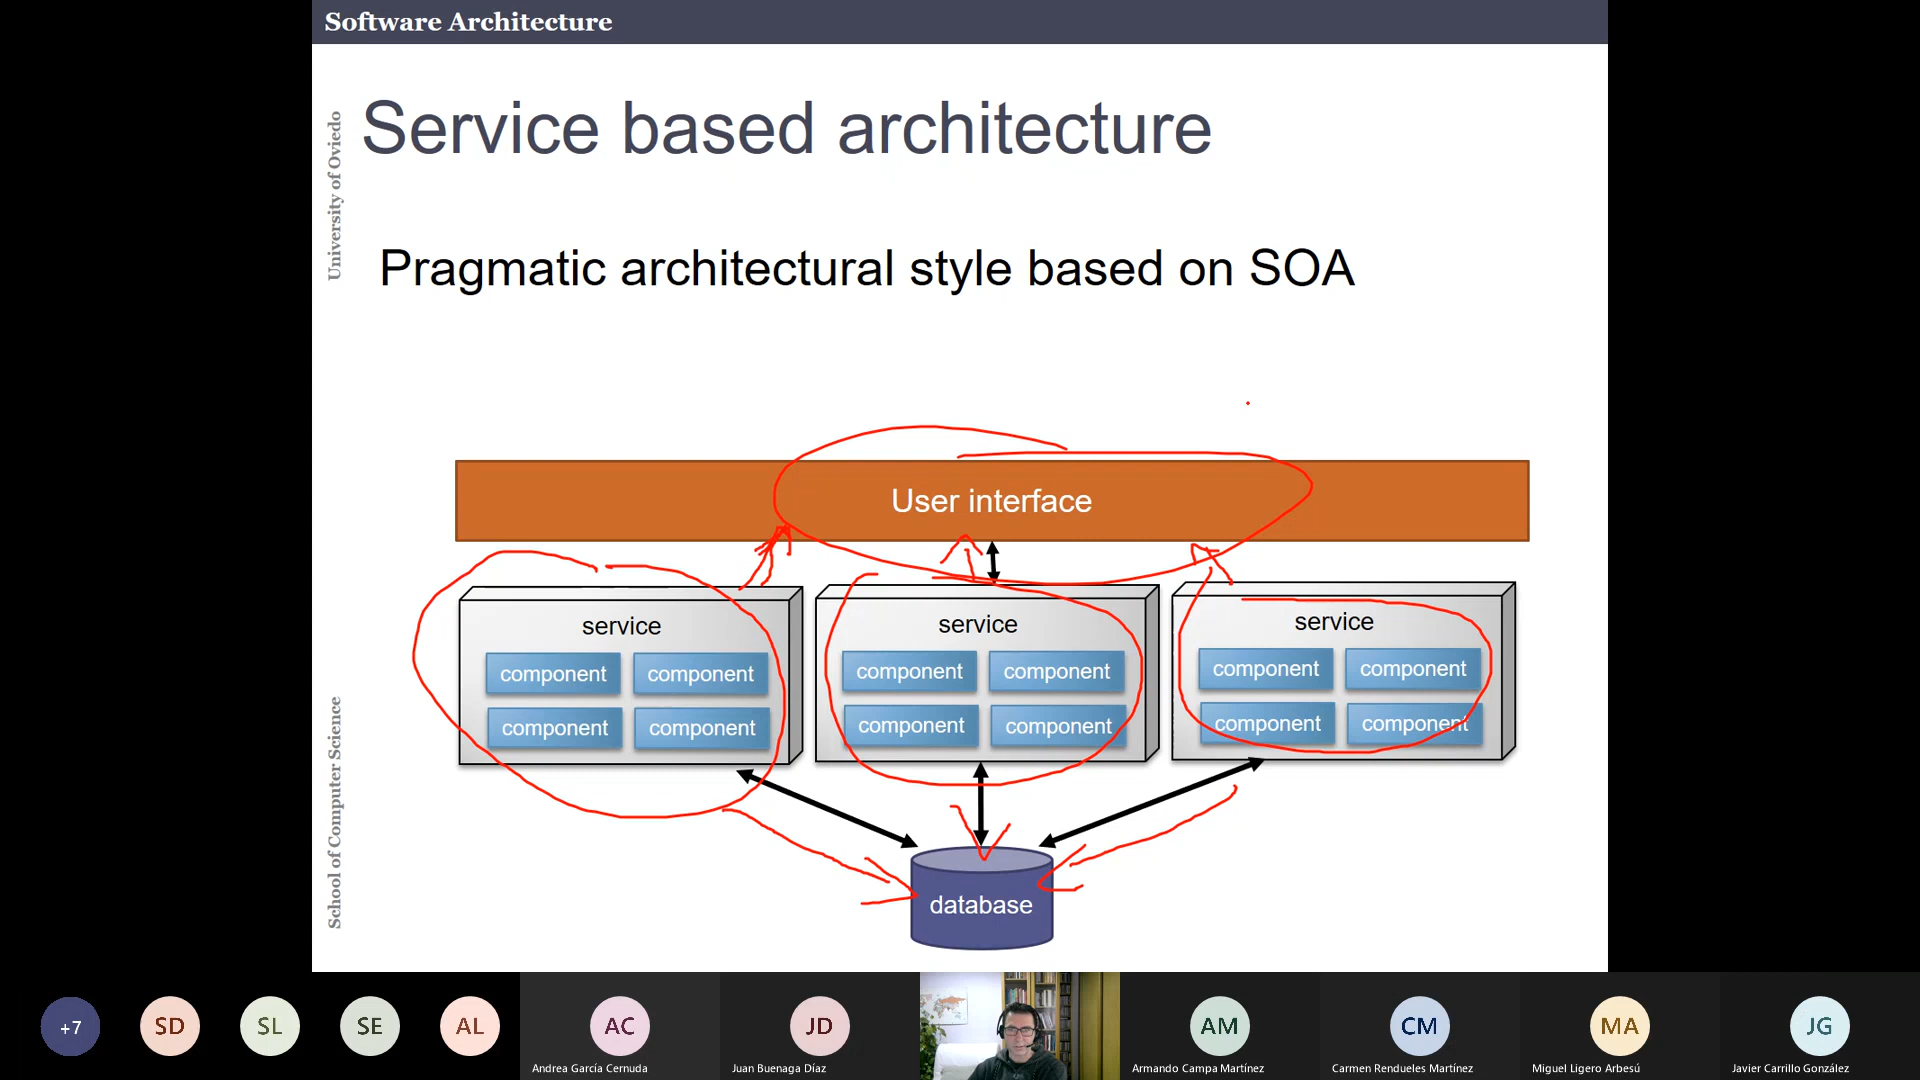 Software Architecture
University of Oviedo
School of Computer Science
Service based architecture
Pragmatic architectural style based on SOA
User interface
service
component component
component component
service
component component
component component
service
component component
component component
database
+7
SD
SL
SE
AL
AC
Andrea García Cernuda
JD
Juan Buenaga Díaz
AM
Armando Campa Martínez
CM
Carmen Rendueles Martínez
MA
Miguel Ligero Arbesú
JG
Javier Carrillo González